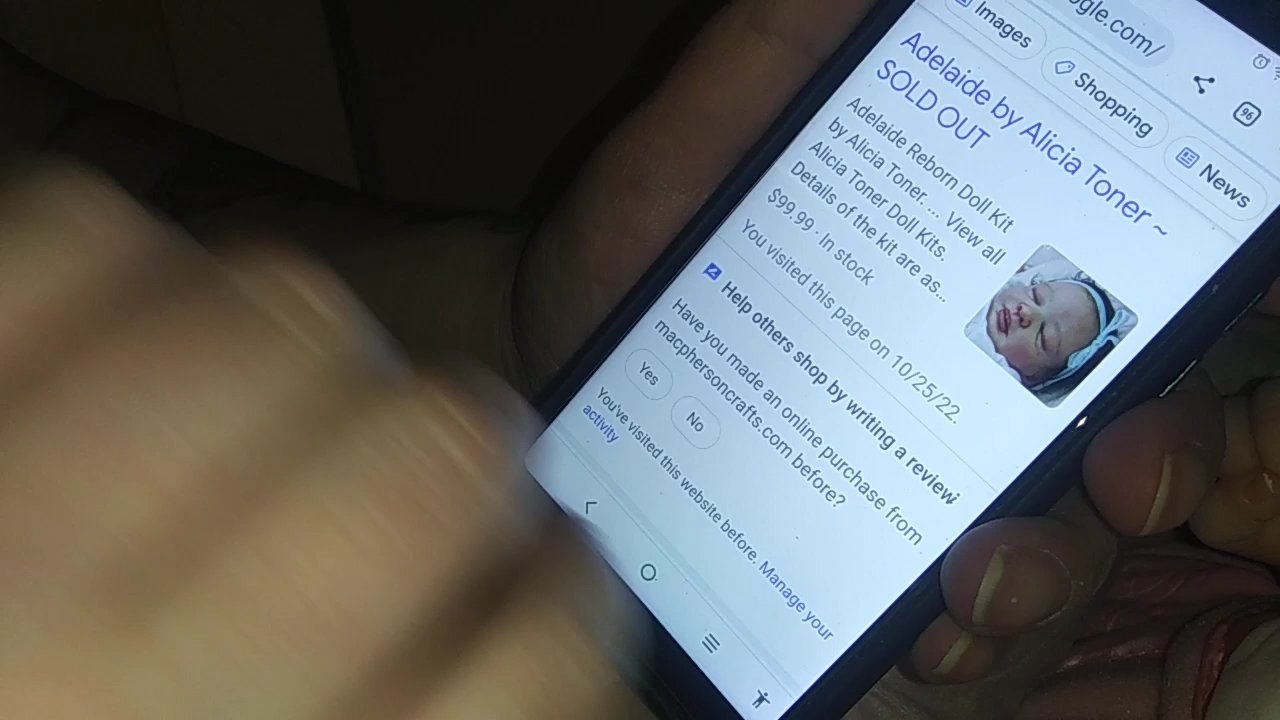 ogle.com/
96
Images
Shopping
News
Adelaide by Alicia Toner ~
SOLD OUT
Adelaide Reborn Doll Kit
by Alicia Toner. ... View all
Alicia Toner Doll Kits.
Details of the kit are as...
$99.99 · In stock
You visited this page on 10/25/22.
Help others shop by writing a review
Have you made an online purchase from
macphersoncrafts.com before?
Yes
No
You've visited this website before. Manage your
activity